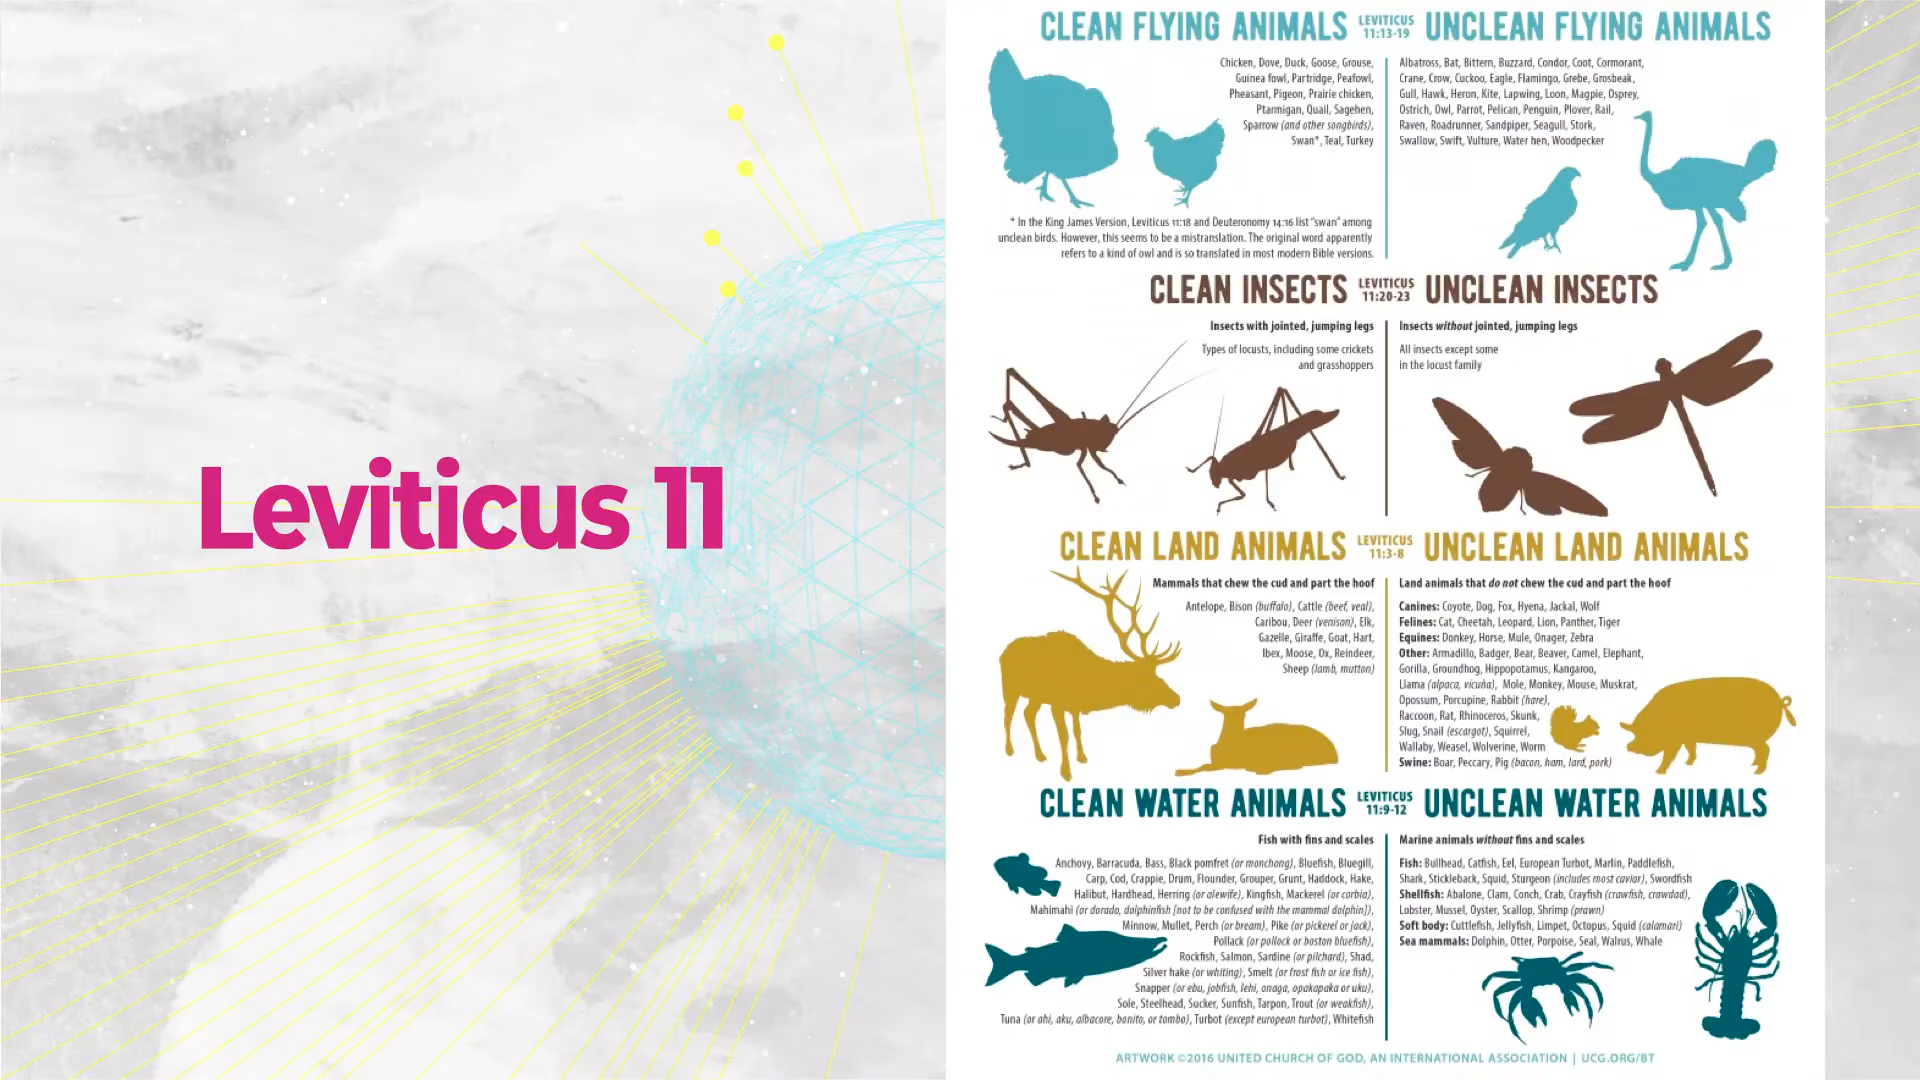 Leviticus 11
CLEAN FLYING ANIMALS
LEVITICUS
11:13-19
UNCLEAN FLYING ANIMALS
Chicken, Dove, Duck, Goose, Grouse,
Guinea fowl, Partridge, Peafowl,
Pheasant, Pigeon, Prairie chicken,
Ptarmigan, Quail, Sagehen,
Sparrow (and other songbirds),
Swan*, Teal, Turkey
* In the King James Version, Leviticus 11:18 and Deuteronomy 14:16 list "swan" among
unclean birds. However, this seems to be a mistranslation. The original word apparently
refers to a kind of owl and is so translated in most modern Bible versions.
Albatross, Bat, Bittern, Buzzard, Condor, Coot, Cormorant,
Crane, Crow, Cuckoo, Eagle, Flamingo, Grebe, Grosbeak,
Gull, Hawk, Heron, Kite, Lapwing, Loon, Magpie, Osprey,
Ostrich, Owl, Parrot, Pelican, Penguin, Plover, Rail,
Raven, Roadrunner, Sandpiper, Seagull, Stork,
Swallow, Swift, Vulture, Water hen, Woodpecker
CLEAN INSECTS
LEVITICUS
11:20-23
UNCLEAN INSECTS
Insects with jointed, jumping legs
Types of locusts, including some crickets
and grasshoppers
Insects without jointed, jumping legs
All insects except some
in the locust family
CLEAN LAND ANIMALS
LEVITICUS
11:3-8
UNCLEAN LAND ANIMALS
Mammals that chew the cud and part the hoof
Antelope, Bison (buffalo), Cattle (beef, veal),
Caribou, Deer (venison), Elk,
Gazelle, Giraffe, Goat, Hart,
Ibex, Moose, Ox, Reindeer,
Sheep (lamb, mutton)
Land animals that do not chew the cud and part the hoof
Canines: Coyote, Dog, Fox, Hyena, Jackal, Wolf
Felines: Cat, Cheetah, Leopard, Lion, Panther, Tiger
Equines: Donkey, Horse, Mule, Onager, Zebra
Other: Armadillo, Badger, Bear, Beaver, Camel, Elephant,
Gorilla, Groundhog, Hippopotamus, Kangaroo,
Llama (alpaca, vicuña), Mole, Monkey, Mouse, Muskrat,
Opossum, Porcupine, Rabbit (hare),
Raccoon, Rat, Rhinoceros, Skunk,
Slug, Snail (escargot), Squirrel,
Wallaby, Weasel, Wolverine, Worm
Swine: Boar, Peccary, Pig (bacon, ham, lard, pork)
CLEAN WATER ANIMALS
LEVITICUS
11:9-12
UNCLEAN WATER ANIMALS
Fish with fins and scales
Anchovy, Barracuda, Bass, Black pomfret (or monchong), Bluefish, Bluegill,
Carp, Cod, Crappie, Drum, Flounder, Grouper, Grunt, Haddock, Hake,
Halibut, Hardhead, Herring (or alewife), Kingfish, Mackerel (or corbia),
Mahimahi (or dorado, dolphinfish [not to be confused with the mammal dolphin]),
Minnow, Mullet, Perch (or bream), Pike (or pickerel or jack),
Pollack (or pollock or boston bluefish),
Rockfish, Salmon, Sardine (or pilchard), Shad,
Silver hake (or whiting), Smelt (or frost fish or ice fish),
Snapper (or ebu, jobfish, lehi, onaga, opakapaka or uku),
Sole, Steelhead, Sucker, Sunfish, Tarpon, Trout (or weakfish),
Tuna (or ahi, aku, albacore, bonito, or tombo), Turbot (except european turbot), Whitefish
Marine animals without fins and scales
Fish: Bullhead, Catfish, Eel, European Turbot, Marlin, Paddlefish,
Shark, Stickleback, Squid, Sturgeon (includes most caviar), Swordfish
Shellfish: Abalone, Clam, Conch, Crab, Crayfish (crawfish, crawdad),
Lobster, Mussel, Oyster, Scallop, Shrimp (prawn)
Soft body: Cuttlefish, Jellyfish, Limpet, Octopus, Squid (calamari)
Sea mammals: Dolphin, Otter, Porpoise, Seal, Walrus, Whale
ARTWORK ©2016 UNITED CHURCH OF GOD, AN INTERNATIONAL ASSOCIATION | UCG.ORG/BT